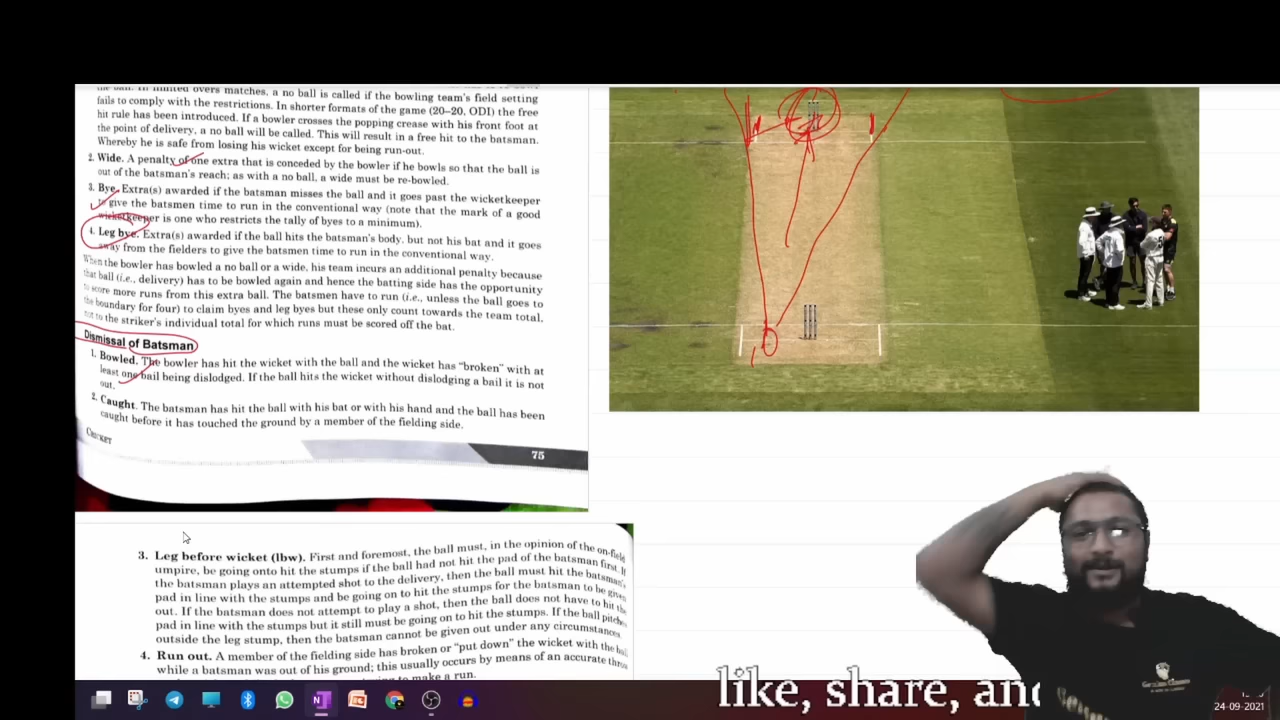 the ball. In limited overs matches, a no ball is called if the bowling team's field setting
fails to comply with the restrictions. In shorter formats of the game (20–20, ODI) the free
hit rule has been introduced. If a bowler crosses the popping crease with his front foot at
the point of delivery, a no ball will be called. This will result in a free hit to the batsman.
Whereby he is safe from losing his wicket except for being run-out.
2. Wide. A penalty of one extra that is conceded by the bowler if he bowls so that the ball is
out of the batsman's reach; as with a no ball, a wide must be re-bowled.
3. Bye. Extra(s) awarded if the batsman misses the ball and it goes past the wicketkeeper
to give the batsmen time to run in the conventional way (note that the mark of a good
wicketkeeper is one who restricts the tally of byes to a minimum).
4. Leg bye. Extra(s) awarded if the ball hits the batsman's body, but not his bat and it goes
away from the fielders to give the batsmen time to run in the conventional way.
When the bowler has bowled a no ball or a wide, his team incurs an additional penalty because
that ball (i.e., delivery) has to be bowled again and hence the batting side has the opportunity
to score more runs from this extra ball. The batsmen have to run (i.e., unless the ball goes to
the boundary for four) to claim byes and leg byes but these only count towards the team total,
not to the striker's individual total for which runs must be scored off the bat.
Dismissal of Batsman
1. Bowled. The bowler has hit the wicket with the ball and the wicket has "broken" with at
least one bail being dislodged. If the ball hits the wicket without dislodging a bail it is not
out.
2. Caught. The batsman has hit the ball with his bat or with his hand and the ball has been
caught before it has touched the ground by a member of the fielding side.
CRICKET
75
3. Leg before wicket (lbw). First and foremost, the ball must, in the opinion of the on-field
umpire, be going onto hit the stumps if the ball had not hit the pad of the batsman first. If
the batsman plays an attempted shot to the delivery, then the ball must hit the batsman's
pad in line with the stumps and be going on to hit the stumps for the batsman to be given
out. If the batsman does not attempt to play a shot, then the ball does not have to hit the
pad in line with the stumps but it still must be going on to hit the stumps. If the ball pitches
outside the leg stump, then the batsman cannot be given out under any circumstances.
4. Run out. A member of the fielding side has broken or "put down" the wicket with the ball
while a batsman was out of his ground; this usually occurs by means of an accurate throw
to make a run.
like, share, and
24-09-2021